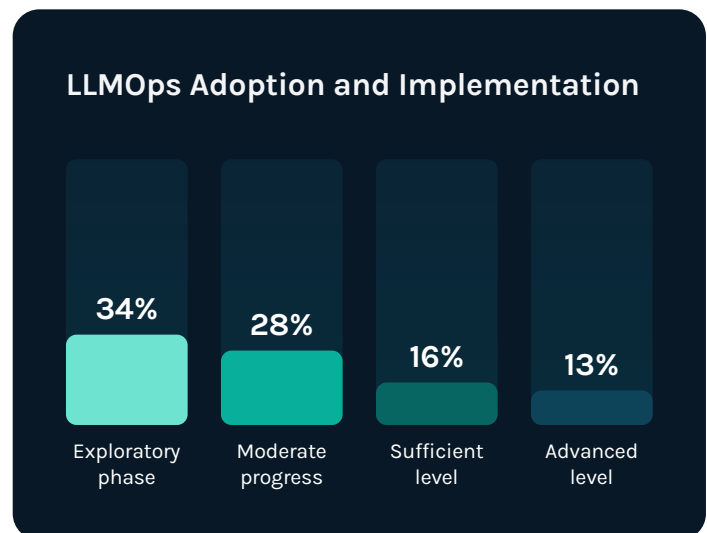 LLMOps Adoption and Implementation
34%
28%
16%
13%
Exploratory
phase
Moderate
progress
Sufficient
level
Advanced
level